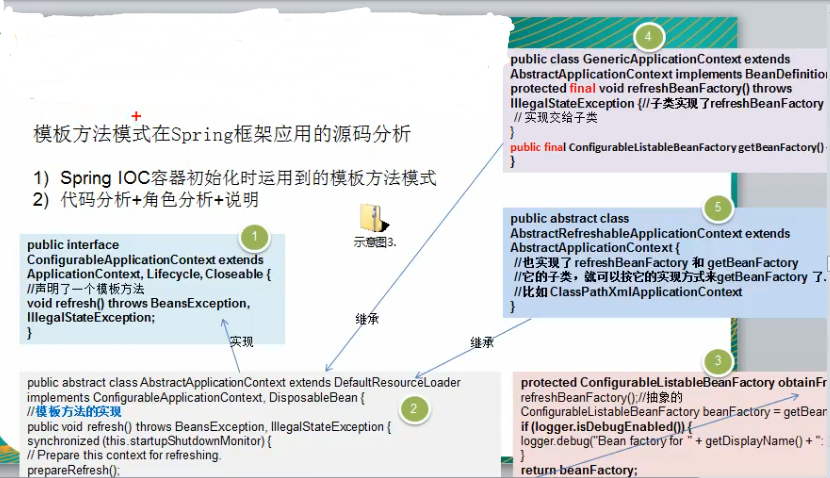 模板方法模式在Spring框架应用的源码分析
1) Spring IOC容器初始化时运用到的模板方法模式
2) 代码分析+角色分析+说明
示意图3.
1
public interface
ConfigurableApplicationContext extends
ApplicationContext, Lifecycle, Closeable {
//声明了一个模板方法
void refresh() throws BeansException,
IllegalStateException;
}
实现
继承
继承
2
public abstract class AbstractApplicationContext extends DefaultResourceLoader
implements ConfigurableApplicationContext, DisposableBean {
//模板方法的实现
public void refresh() throws BeansException, IllegalStateException {
synchronized (this.startupShutdownMonitor) {
// Prepare this context for refreshing.
prepareRefresh();
4
public class GenericApplicationContext extends
AbstractApplicationContext implements BeanDefinition
protected final void refreshBeanFactory() throws
IllegalStateException {//子类实现了refreshBeanFactory
// 实现交给子类
}
public final ConfigurableListableBeanFactory getBeanFactory()
}
5
public abstract class
AbstractRefreshableApplicationContext extends
AbstractApplicationContext {
//也实现了 refreshBeanFactory 和 getBeanFactory
//它的子类，就可以按它的实现方式来getBeanFactory 了.
//比如 ClassPathXmlApplicationContext
}
3
protected ConfigurableListableBeanFactory obtainFr
refreshBeanFactory();//抽象的
ConfigurableListableBeanFactory beanFactory = getBean
if (logger.isDebugEnabled()) {
logger.debug("Bean factory for " + getDisplayName() + ":
}
return beanFactory;